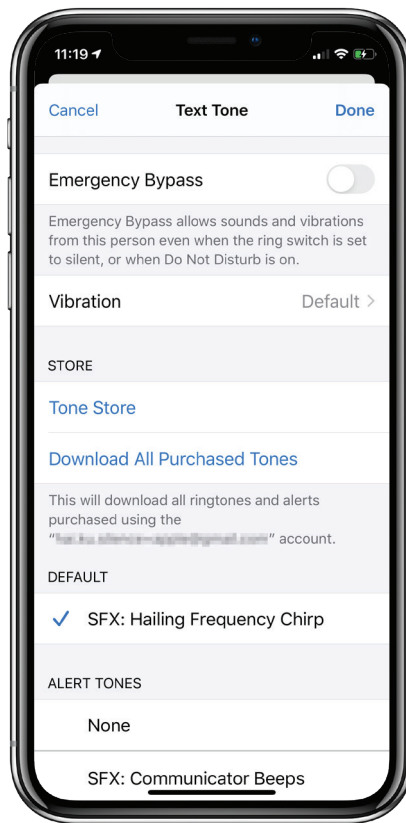 11:19
Cancel Text Tone Done
Emergency Bypass
Emergency Bypass allows sounds and vibrations
from this person even when the ring switch is set
to silent, or when Do Not Disturb is on.
Vibration Default
STORE
Tone Store
Download All Purchased Tones
This will download all ringtones and alerts
purchased using the
“ ” account.
DEFAULT
SFX: Hailing Frequency Chirp
ALERT TONES
None
SFX: Communicator Beeps